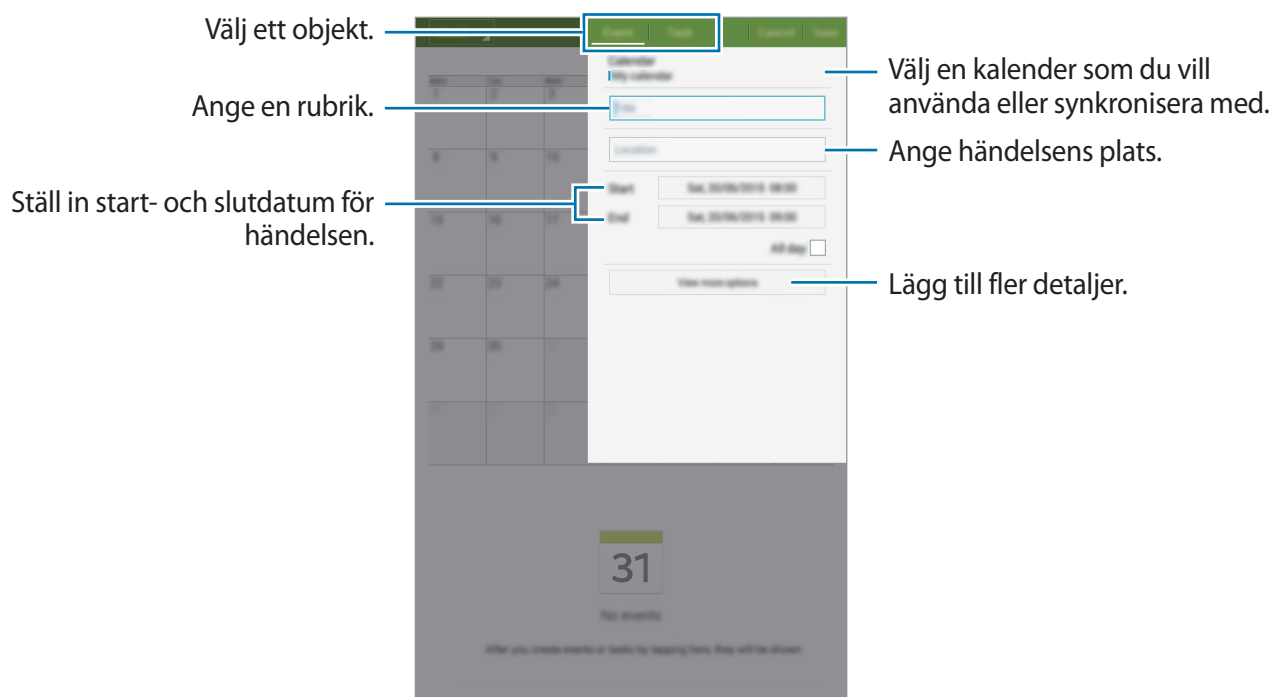 Välj ett objekt.
Event Task Cancel Save
Calendar
My calendar
Välj en kalender som du vill
använda eller synkronisera med.
Mon Tue Wed
1 2 3
Ange en rubrik.
Title
Location
Ange händelsens plats.
8 9 10
Ställ in start- och slutdatum för
händelsen.
Start Sat, 20/06/2015 08:00
End Sat, 20/06/2015 09:00
15 16 17
All day
22 23 24
View more options
Lägg till fler detaljer.
29 30
31
No events
After you create events or tasks by tapping here, they will be shown